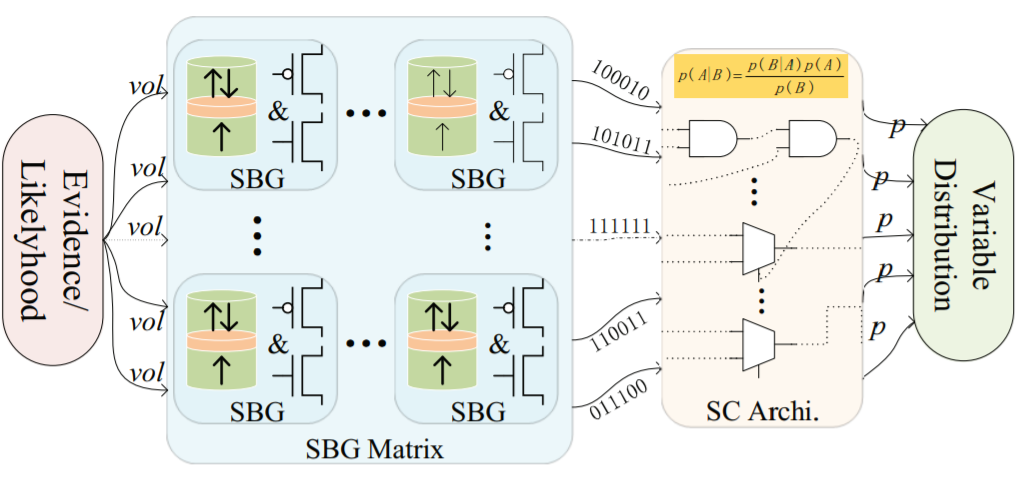 Evidence/
Likelyhood
vol
vol
vol
vol
vol
&
SBG
&
SBG
&
SBG
&
SBG
SBG Matrix
100010
101011
111111
110011
011100
p(A|B)=p(B|A)p(A)/p(B)
SC Archi.
p
p
p
p
p
Variable
Distribution